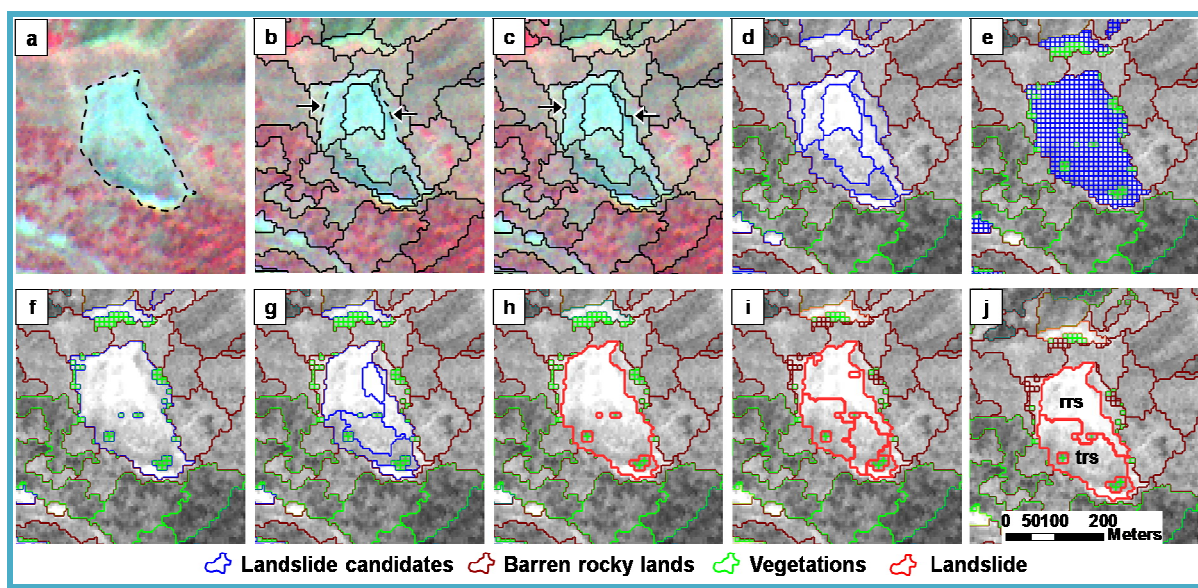 a b c d e
f g h i j
rrs
trs
0 50100 200
Meters
Landslide candidates Barren rocky lands Vegetations Landslide